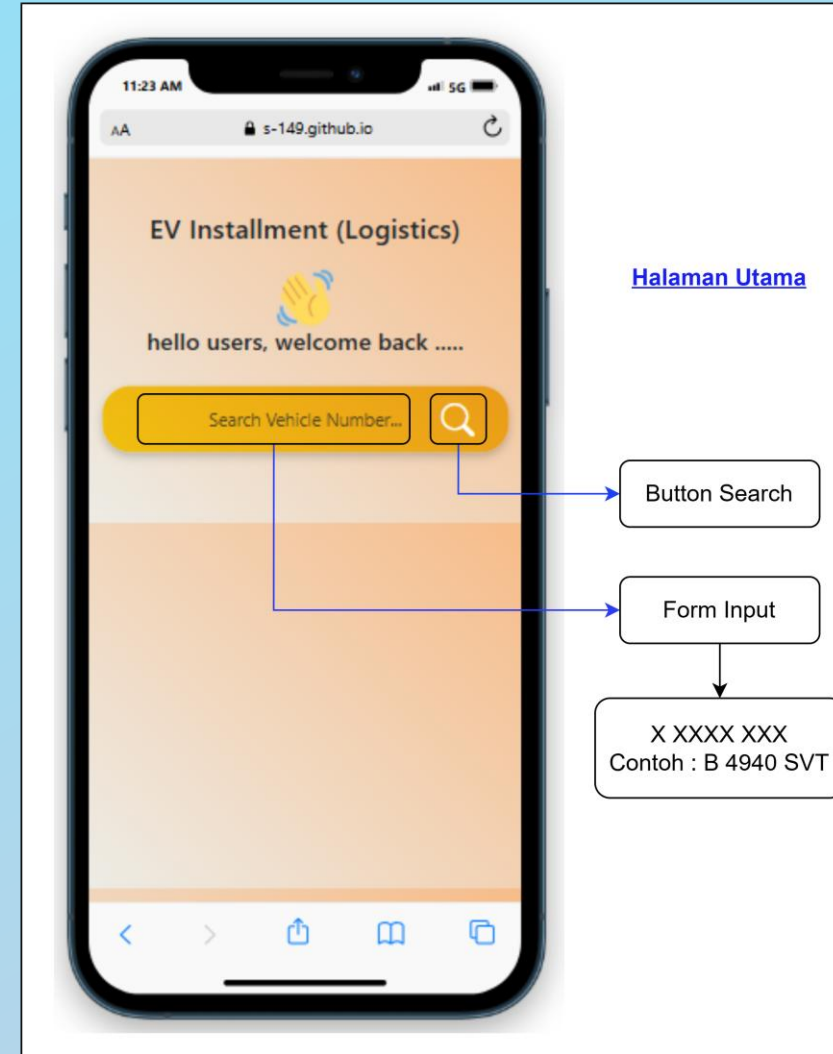 11:23 AM
5G
AA
s-149.github.io
EV Installment (Logistics)
hello users, welcome back .....
Search Vehicle Number...
Halaman Utama
Button Search
Form Input
X XXXX XXX
Contoh : B 4940 SVT